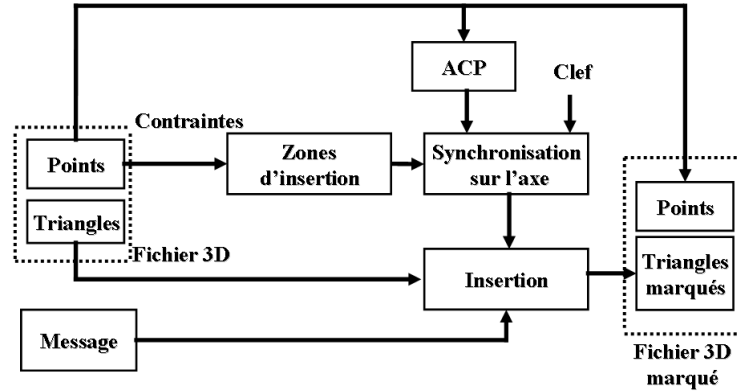 ACP
Clef
Contraintes
Points
Zones
d'insertion
Synchronisation
sur l'axe
Triangles
Fichier 3D
Insertion
Points
Triangles
marqués
Message
Fichier 3D
marqué